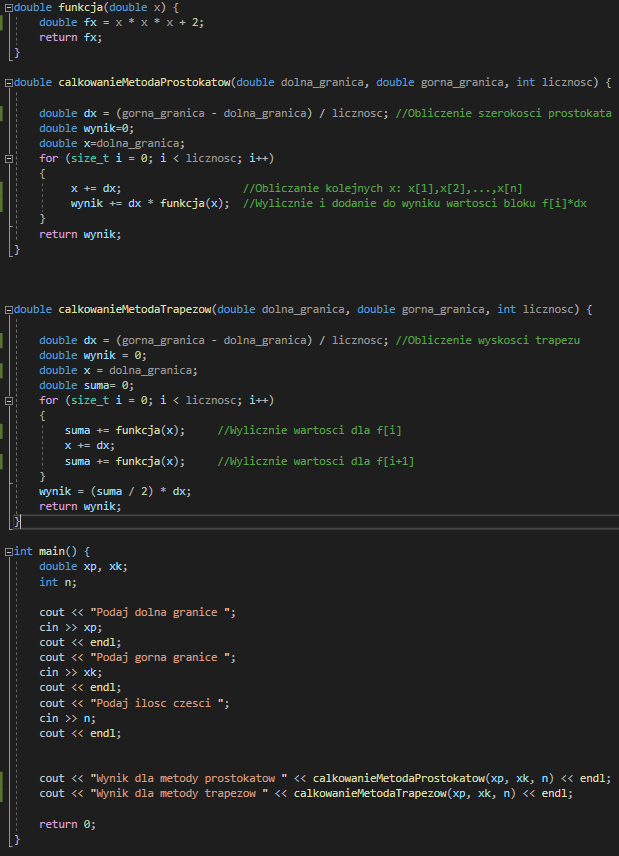 double funkcja(double x) {
double fx = x * x * x + 2;
return fx;
}
double calkowanieMetodaProstokatow(double dolna_granica, double gorna_granica, int licznosc) {
double dx = (gorna_granica - dolna_granica) / licznosc; //Obliczenie szerokosci prostokata
double wynik=0;
double x=dolna_granica;
for (size_t i = 0; i < licznosc; i++)
{
x += dx; //Obliczanie kolejnych x: x[1],x[2],...,x[n]
wynik += dx * funkcja(x); //Wylicznie i dodanie do wyniku wartosci bloku f[i]*dx
}
return wynik;
}
double calkowanieMetodaTrapezow(double dolna_granica, double gorna_granica, int licznosc) {
double dx = (gorna_granica - dolna_granica) / licznosc; //Obliczenie wyskosci trapezu
double wynik = 0;
double x = dolna_granica;
double suma= 0;
for (size_t i = 0; i < licznosc; i++)
{
suma += funkcja(x); //Wylicznie wartosci dla f[i]
x += dx;
suma += funkcja(x); //Wylicznie wartosci dla f[i+1]
}
wynik = (suma / 2) * dx;
return wynik;
}
int main() {
double xp, xk;
int n;
cout << "Podaj dolna granice ";
cin >> xp;
cout << endl;
cout << "Podaj gorna granice ";
cin >> xk;
cout << endl;
cout << "Podaj ilosc czesci ";
cin >> n;
cout << endl;
cout << "Wynik dla metody prostokatow " << calkowanieMetodaProstokatow(xp, xk, n) << endl;
cout << "Wynik dla metody trapezow " << calkowanieMetodaTrapezow(xp, xk, n) << endl;
return 0;
}